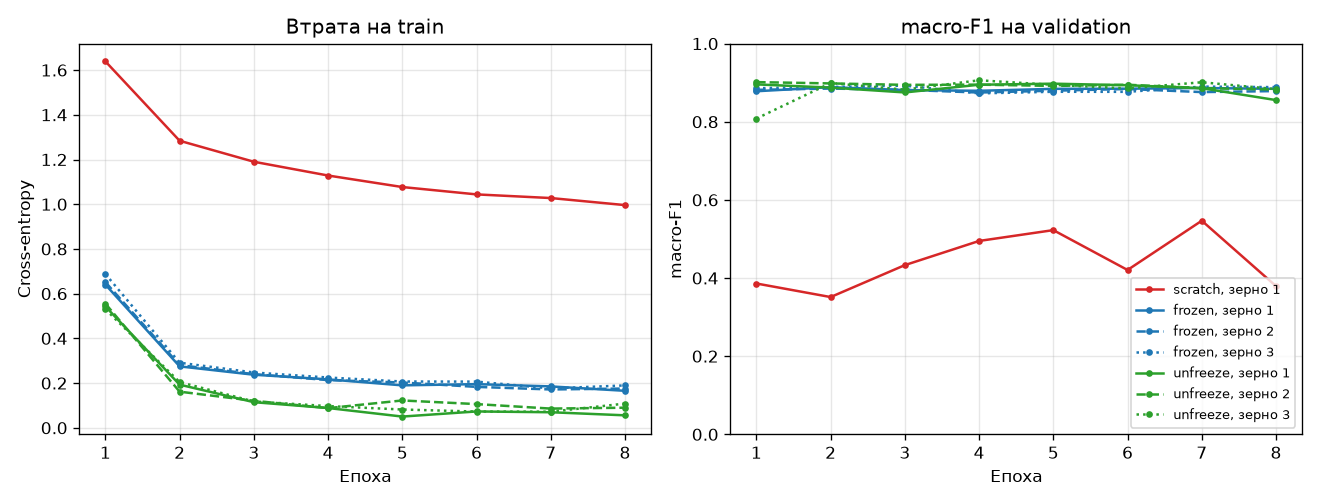 Втрата на train
Cross-entropy
1.6
1.4
1.2
1.0
0.8
0.6
0.4
0.2
0.0
1 2 3 4 5 6 7 8
Епоха
macro-F1 на validation
macro-F1
1.0
0.8
0.6
0.4
0.2
0.0
1 2 3 4 5 6 7 8
Епоха
scratch, зерно 1
frozen, зерно 1
frozen, зерно 2
frozen, зерно 3
unfreeze, зерно 1
unfreeze, зерно 2
unfreeze, зерно 3